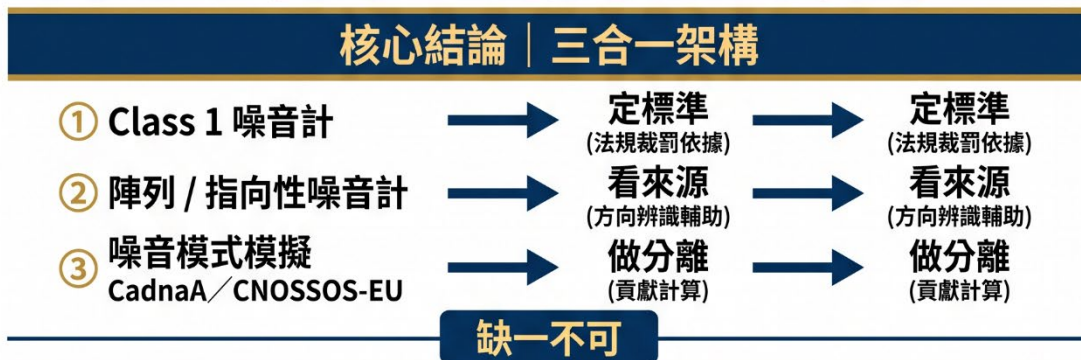 核心結論｜三合一架構
① Class 1 噪音計 定標準 定標準
(法規裁罰依據) (法規裁罰依據)
② 陣列 / 指向性噪音計 看來源 看來源
(方向辨識輔助) (方向辨識輔助)
③ 噪音模式模擬 做分離 做分離
CadnaA／CNOSSOS-EU (貢獻計算) (貢獻計算)
缺一不可